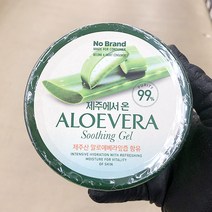 No Brand
제주에서 온
99%
ALOEVERA
Soothing Gel
제주산 알로에베라잎즙 함유
INTENSIVE HYDRATION WITH REFRESHING
MOISTURE FOR VITALITY
OF SKIN